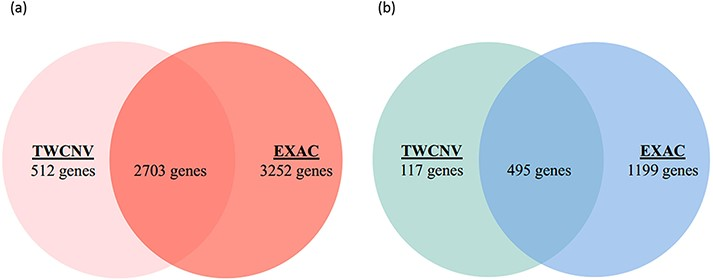 (a)
TWCNV
512 genes
2703 genes
EXAC
3252 genes
(b)
TWCNV
117 genes
495 genes
EXAC
1199 genes